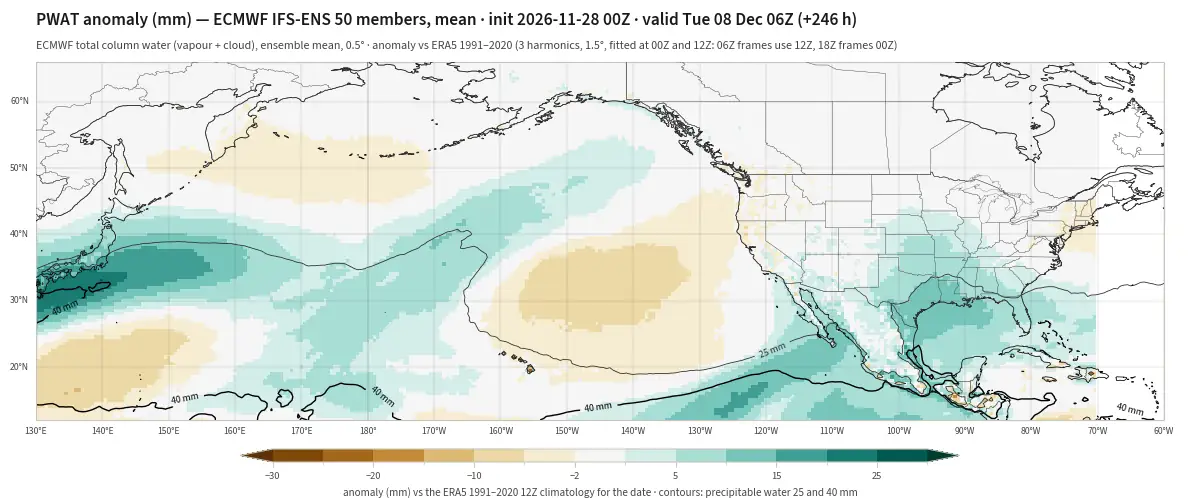 PWAT anomaly (mm) — ECMWF IFS-ENS 50 members, mean · init 2026-11-28 00Z · valid Tue 08 Dec 06Z (+246 h)
ECMWF total column water (vapour + cloud), ensemble mean, 0.5° · anomaly vs ERA5 1991–2020 (3 harmonics, 1.5°, fitted at 00Z and 12Z: 06Z frames use 12Z, 18Z frames 00Z)
60°N
50°N
40°N
30°N
20°N
40 mm
25 mm
40 mm
40 mm
40 mm
40 mm
130°E 140°E 150°E 160°E 170°E 180° 170°W 160°W 150°W 140°W 130°W 120°W 110°W 100°W 90°W 80°W 70°W 60°W
−30 −20 −10 −2 5 15 25
anomaly (mm) vs the ERA5 1991–2020 12Z climatology for the date · contours: precipitable water 25 and 40 mm